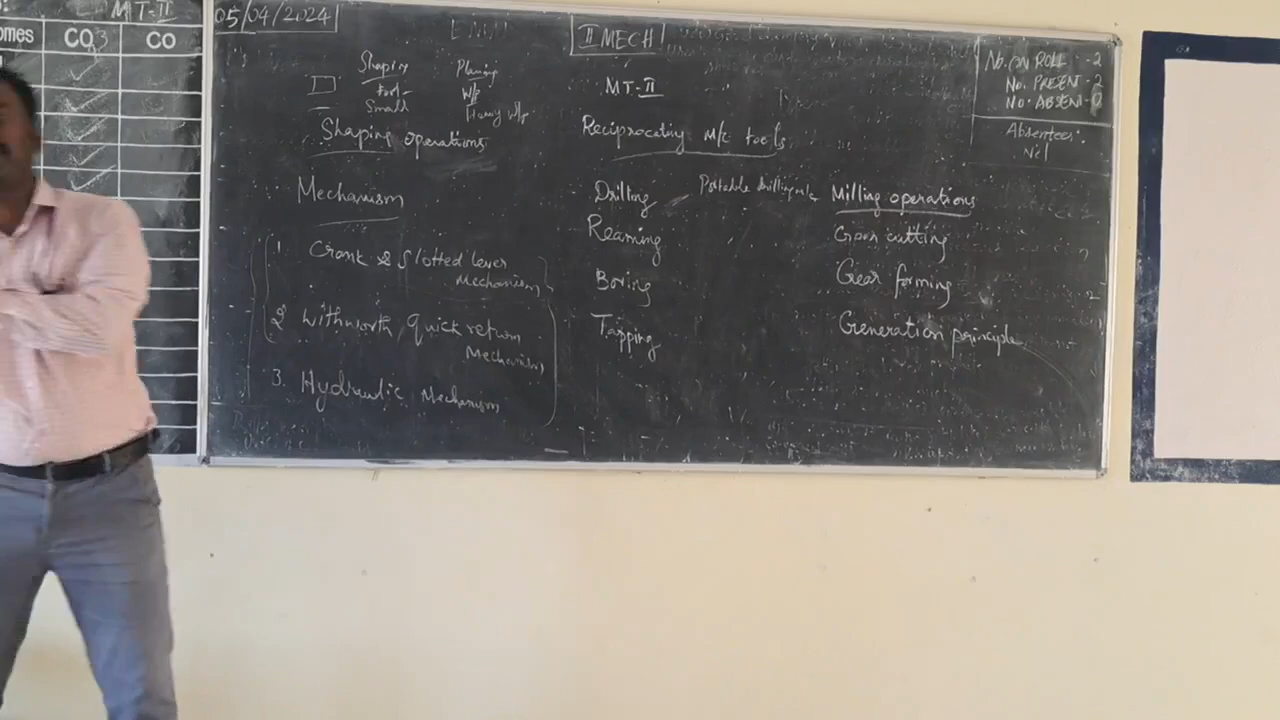 MT-II
omes CO3 CO
05/04/2024
II MECH
No. ON ROLL :-2
No. PRESENT-2
No. ABSENT-0
Absentees:
Nil
Shaping
Tool-
Small
Planing
W/p
Heavy W/p
Shaping operations
Mechanism
1. Crank & Slotted lever
Mechanism
2 Withworth, quick return
Mechanism
3. Hydraulic Mechanism
MT-II
Reciprocating M/c tools
Drilling
Portable drilling m/c
Reaming
Boring
Tapping
Milling operations
Gear cutting
Gear forming
Generation principle